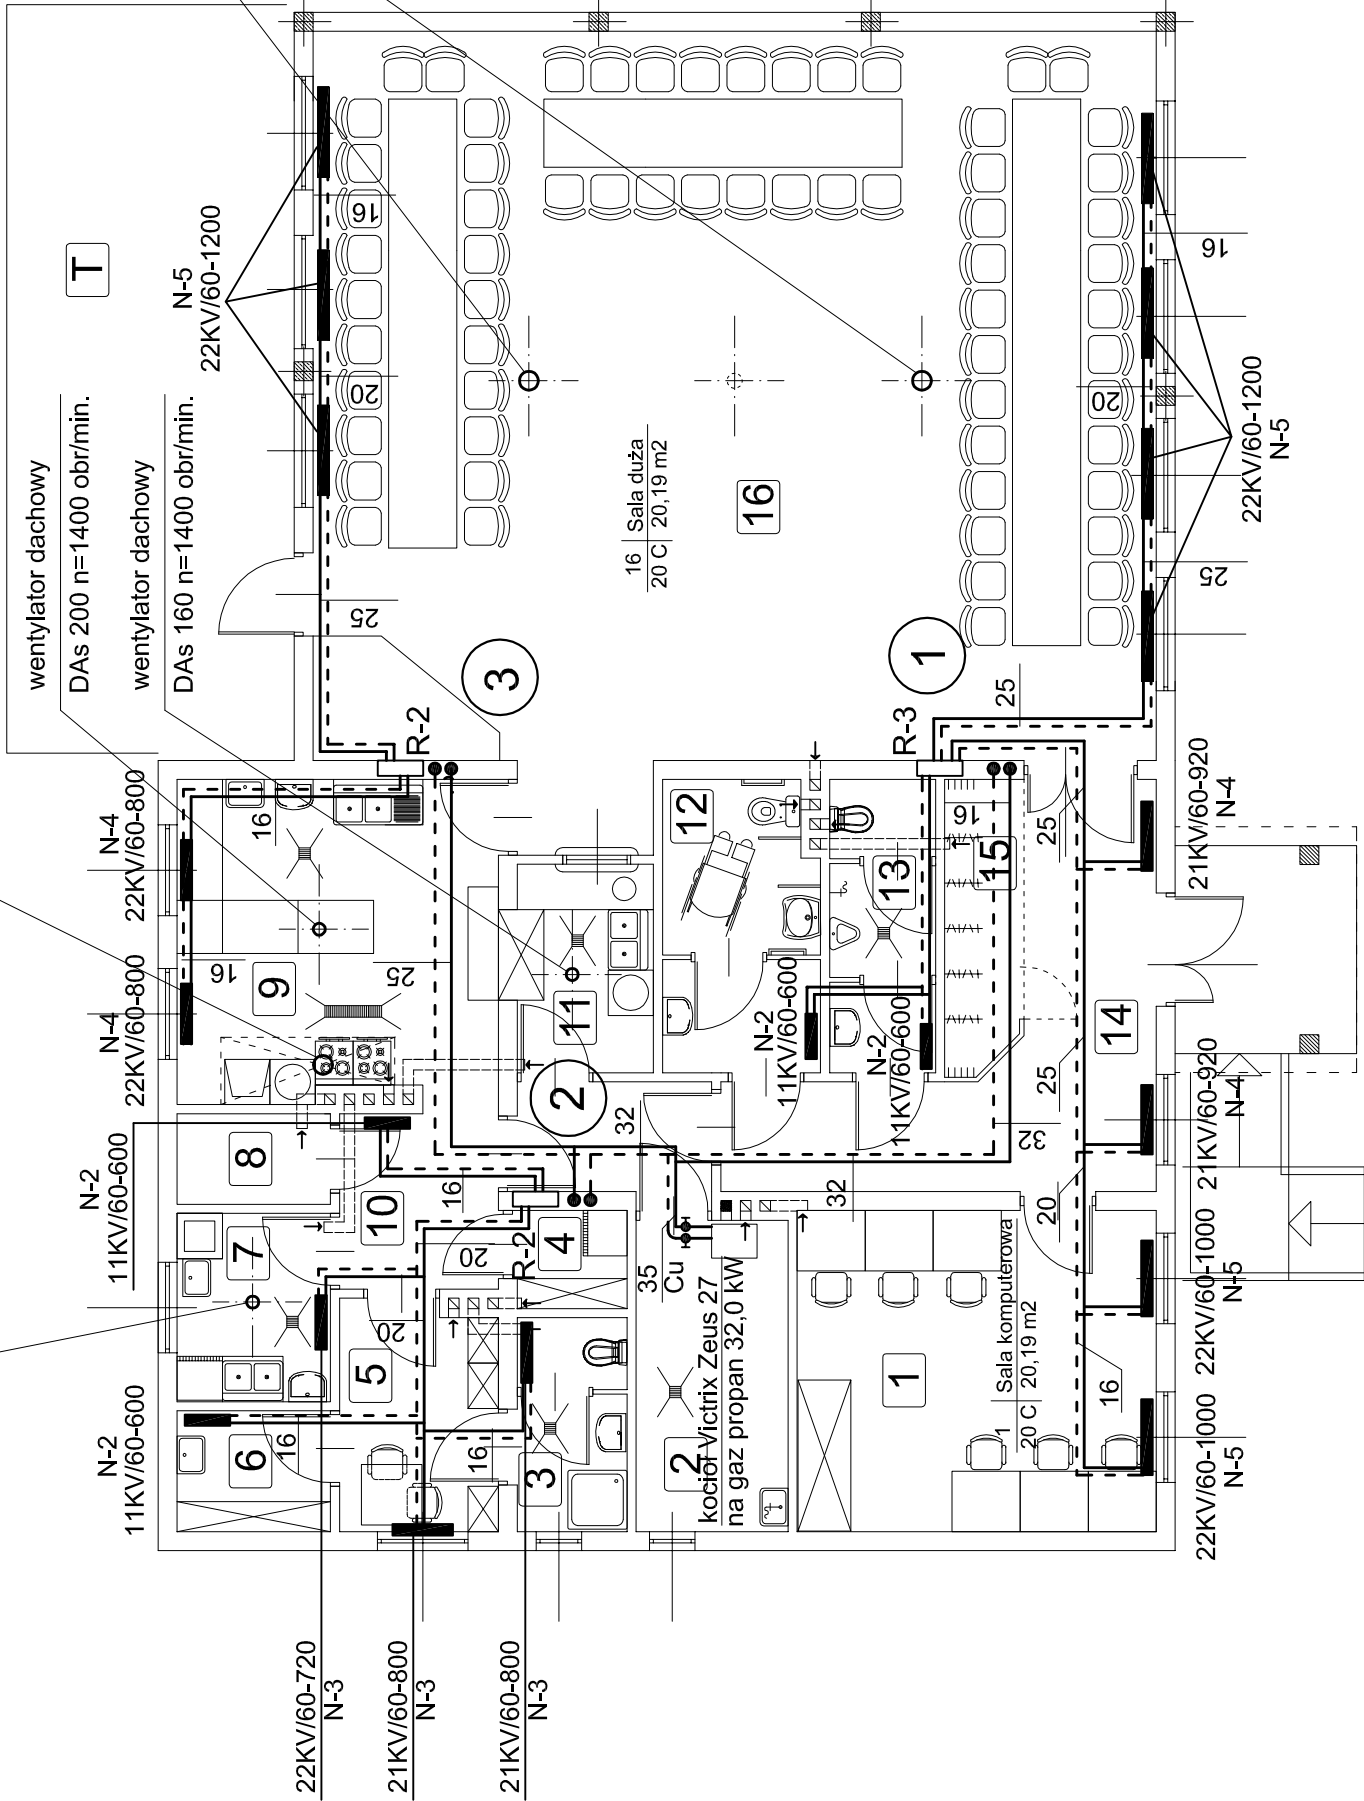 wentylator dachowy
DAs 200 n=1400 obr/min.
wentylator dachowy
DAs 160 n=1400 obr/min.
T
N-5
22KV/60-1200
16
20
25
3
R-2
N-4
22KV/60-800
N-4
22KV/60-800
16
16
9
25
16 Sala duża
20 C 20,19 m2
16
1
R-3
25
20
16
25
22KV/60-1200
N-5
12
13
15
16
11
2
32
N-2
11KV/60-600
N-2
11KV/60-600
25
21KV/60-920
N-4
14
25
32
21KV/60-920
N-4
N-2
11KV/60-600
8
10
16
7
20
R-2
4
35
Cu
32
20
22KV/60-1000
N-5
5
20
N-2
11KV/60-600
6
16
16
3
2
kocioł Victrix Zeus 27
na gaz propan 32,0 kW
1
1 Sala komputerowa
20 C 20,19 m2
16
22KV/60-1000
N-5
22KV/60-720
N-3
21KV/60-800
N-3
21KV/60-800
N-3